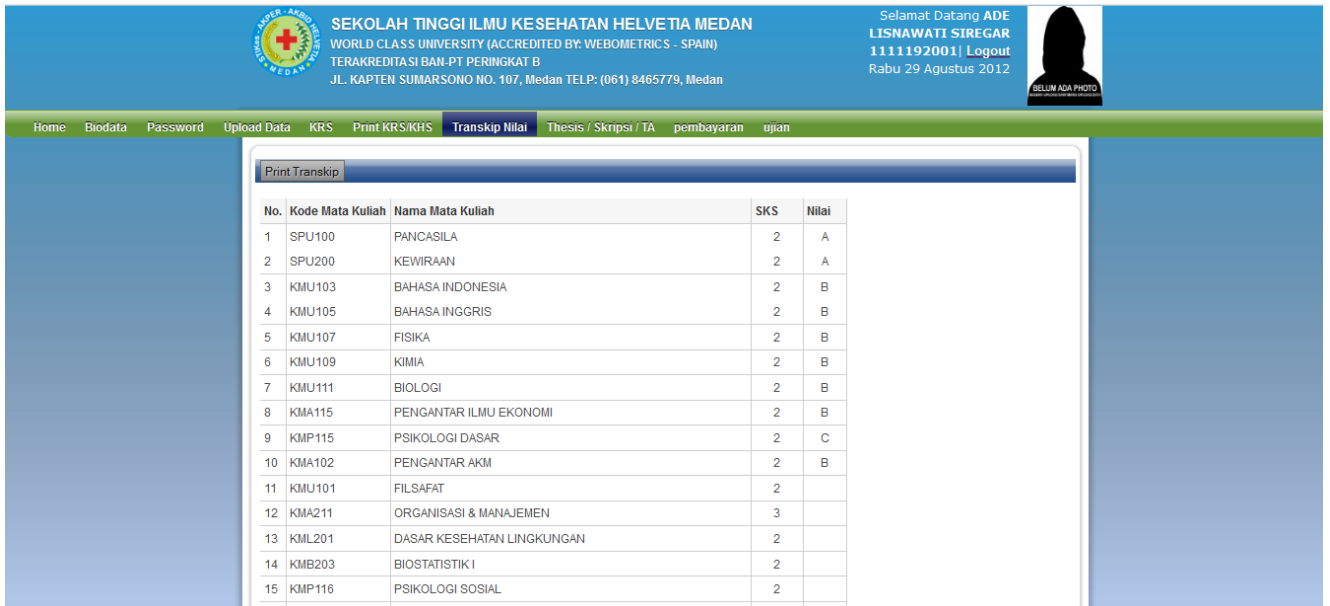 STIKes - AKPER - AKBID HELVETIA
MEDAN
SEKOLAH TINGGI ILMU KESEHATAN HELVETIA MEDAN
WORLD CLASS UNIVERSITY (ACCREDITED BY: WEBOMETRICS - SPAIN)
TERAKREDITASI BAN-PT PERINGKAT B
JL. KAPTEN SUMARSONO NO. 107, Medan TELP: (061) 8465779, Medan
Selamat Datang ADE
LISNAWATI SIREGAR
1111192001| Logout
Rabu 29 Agustus 2012
BELUM ADA PHOTO
Home Biodata Password Upload Data KRS Print KRS/KHS Transkip Nilai Thesis / Skripsi / TA pembayaran ujian
Print Transkip
No. Kode Mata Kuliah Nama Mata Kuliah SKS Nilai
1 SPU100 PANCASILA 2 A
2 SPU200 KEWIRAAN 2 A
3 KMU103 BAHASA INDONESIA 2 B
4 KMU105 BAHASA INGGRIS 2 B
5 KMU107 FISIKA 2 B
6 KMU109 KIMIA 2 B
7 KMU111 BIOLOGI 2 B
8 KMA115 PENGANTAR ILMU EKONOMI 2 B
9 KMP115 PSIKOLOGI DASAR 2 C
10 KMA102 PENGANTAR AKM 2 B
11 KMU101 FILSAFAT 2
12 KMA211 ORGANISASI & MANAJEMEN 3
13 KML201 DASAR KESEHATAN LINGKUNGAN 2
14 KMB203 BIOSTATISTIK I 2
15 KMP116 PSIKOLOGI SOSIAL 2